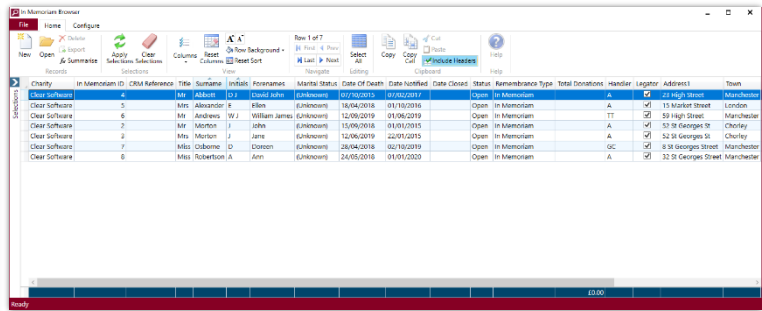 In Memoriam Browser
File Home Configure
New Open Delete Export Summarise Apply Selections Clear Selections Columns Reset Columns A A Row Background Reset Sort Row 1 of 7 First Prev Last Next Select All Copy Copy Cell Cut Paste Include Headers Help
Records Selections View Navigate Editing Clipboard Help
Selections
Charity In Memoriam ID CRM Reference Title Surname Initials Forenames Marital Status Date Of Death Date Notified Date Closed Status Remembrance Type Total Donations Handler Legator Address1 Town
Clear Software 4 Mr Abbott D J David John (Unknown) 07/10/2015 07/02/2017 Open In Memoriam A 23 High Street Manchester
Clear Software 5 Mrs Alexander E Ellen (Unknown) 18/04/2018 01/10/2016 Open In Memoriam A 15 Market Street London
Clear Software 6 Mr Andrews W J William James (Unknown) 12/09/2019 01/06/2019 Open In Memoriam TT 59 High Street Manchester
Clear Software 2 Mr Morton J John (Unknown) 15/09/2018 01/01/2015 Open In Memoriam A 52 St Georges St Chorley
Clear Software 3 Mrs Morton J Jane (Unknown) 12/06/2019 22/01/2015 Open In Memoriam A 52 St Georges St Chorley
Clear Software 7 Miss Osborne D Doreen (Unknown) 28/04/2018 02/10/2019 Open In Memoriam GC 8 St Georges Street Manchester
Clear Software 8 Miss Robertson A Ann (Unknown) 24/05/2018 01/01/2020 Open In Memoriam A 32 St Georges Street Manchester
£0.00
Ready